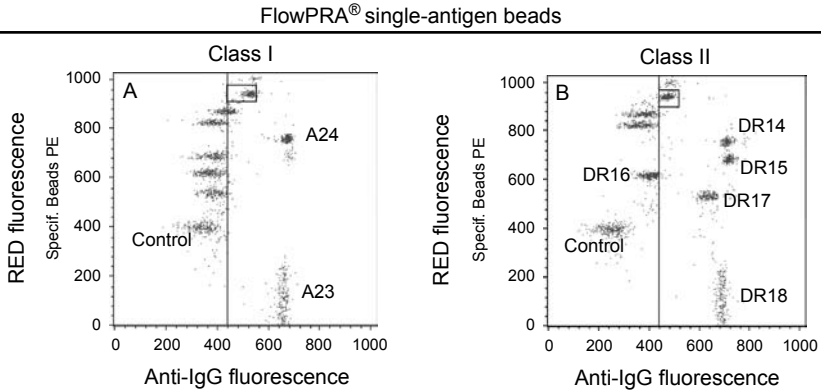 FlowPRA® single-antigen beads
Class I
Class II
RED fluorescence
Specif. Beads PE
1000
800
600
400
200
0
A
A24
Control
A23
0 200 400 600 800 1000
Anti-IgG fluorescence
RED fluorescence
Specif. Beads PE
1000
800
600
400
200
0
B
DR14
DR15
DR16
DR17
Control
DR18
0 200 400 600 800 1000
Anti-IgG fluorescence